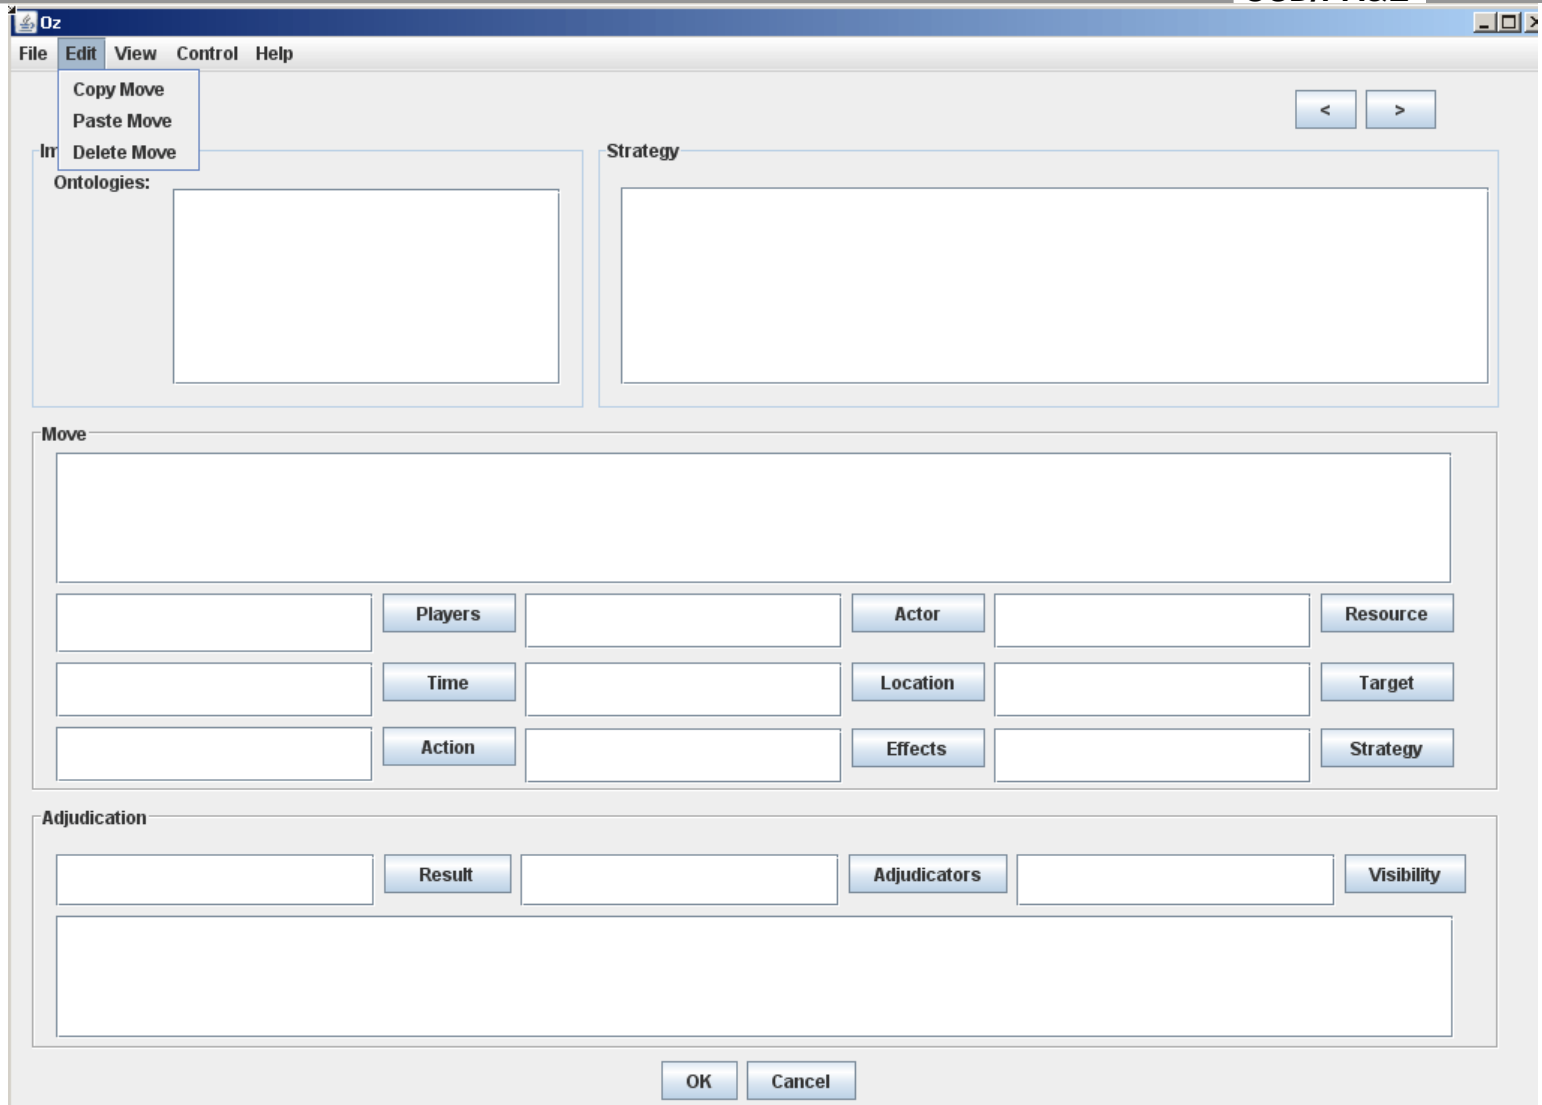 Oz
File Edit View Control Help
Copy Move
Paste Move
Delete Move
< >
Strategy
Ontologies:
Move
Players Actor Resource
Time Location Target
Action Effects Strategy
Adjudication
Result Adjudicators Visibility
OK Cancel